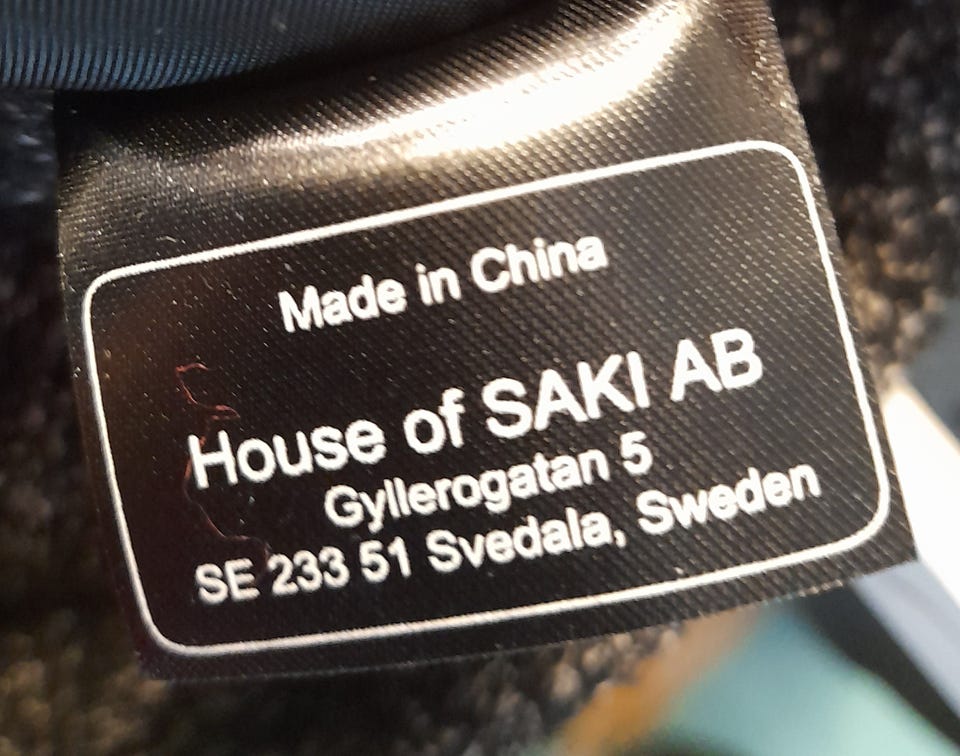 Made in China
House of SAKI AB
Gyllerogatan 5
SE 233 51 Svedala, Sweden